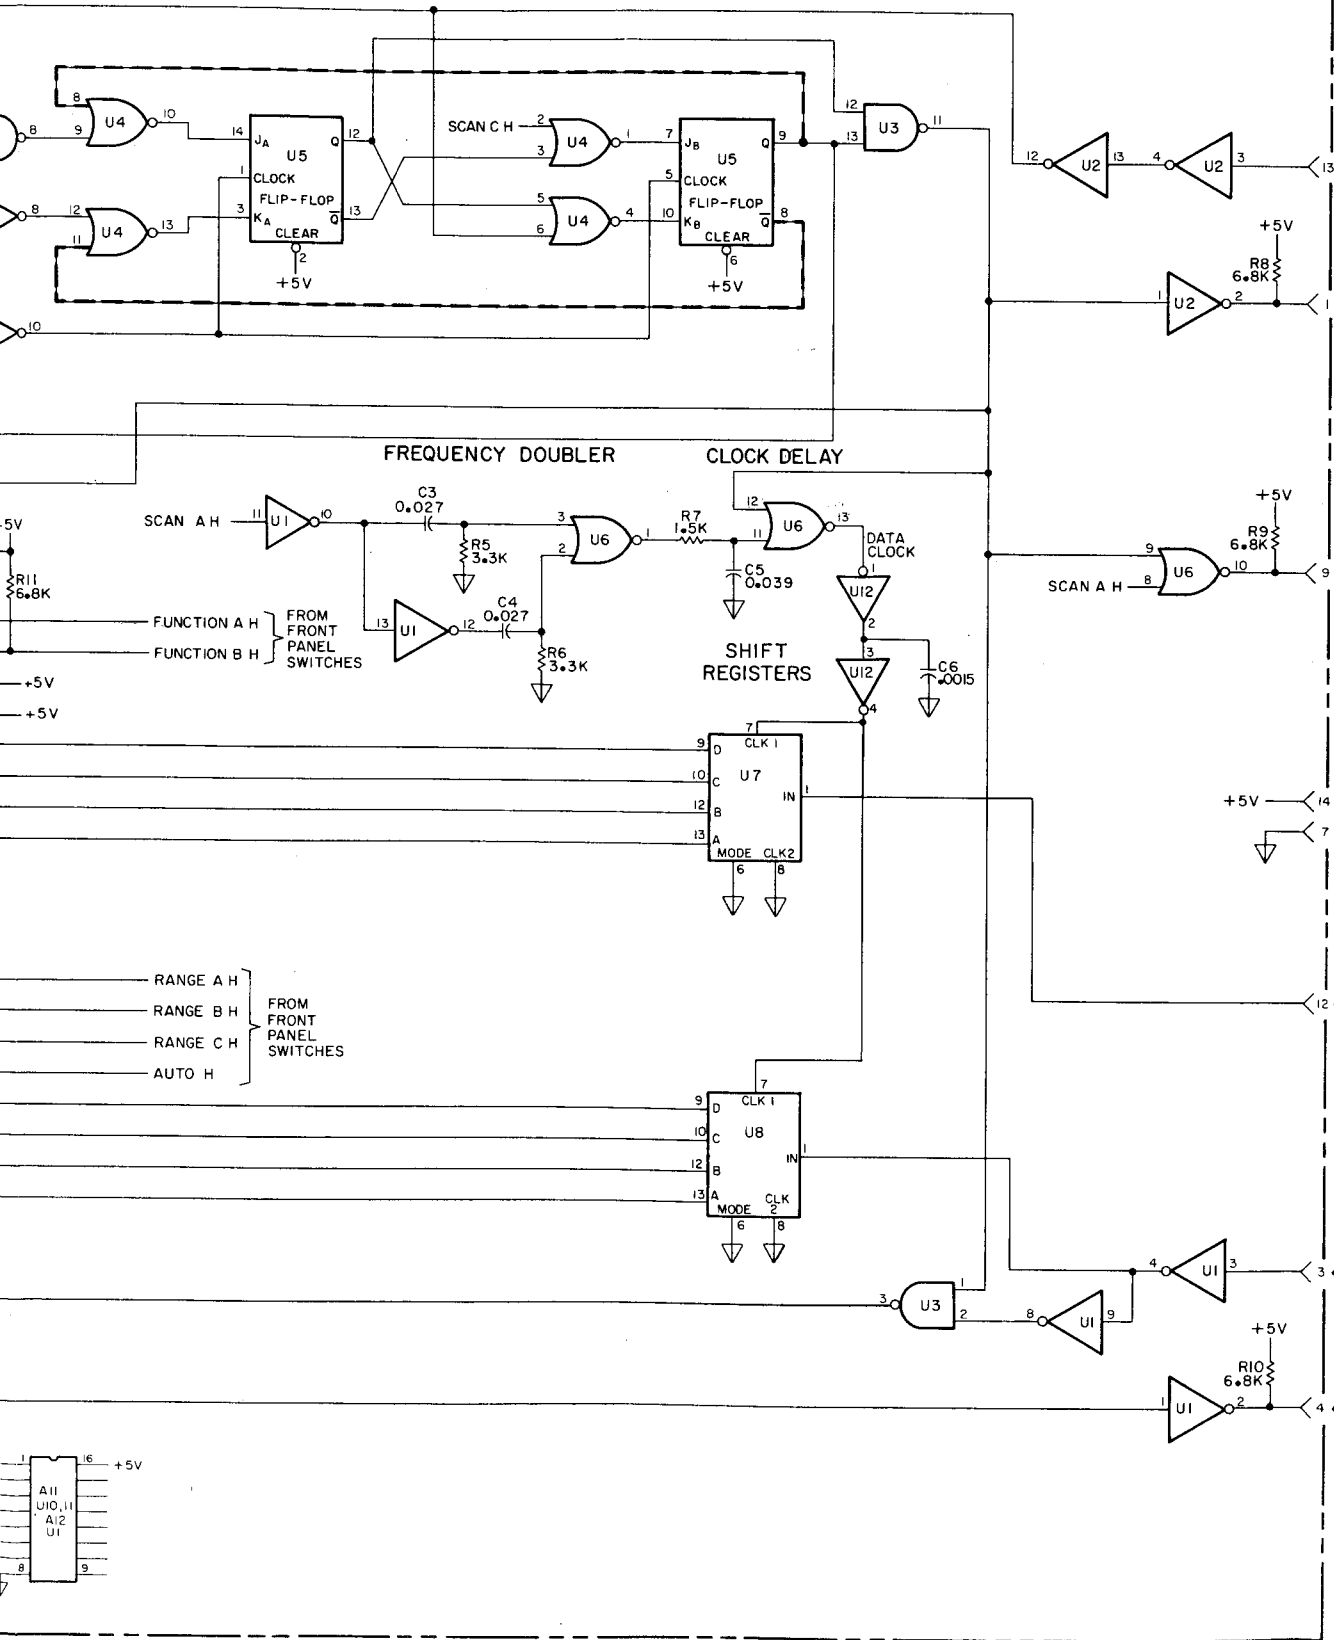 8
9
U4
10
14
JA
Q
12
U5
1
CLOCK
FLIP-FLOP
3
KA
Q
13
CLEAR
2
+5V
8
8
12
11
U4
13
10
SCAN C H
2
3
U4
1
7
JB
Q
9
U5
5
CLOCK
FLIP-FLOP
10
KB
Q
8
CLEAR
6
+5V
5
6
U4
4
12
13
U3
11
12
U2
13
4
U2
3
13
+5V
R8
6.8K
1
U2
2
1
FREQUENCY DOUBLER
CLOCK DELAY
SCAN A H
11
U1
10
C3
0.027
R5
3.3K
13
U1
12
C4
0.027
R6
3.3K
3
2
U6
1
R7
1.5K
C5
0.039
12
11
U6
13
DATA
CLOCK
1
U12
2
3
U12
4
C6
.0015
+5V
R9
6.8K
9
U6
10
SCAN A H
8
9
5V
R11
6.8K
FUNCTION A H
FUNCTION B H
FROM
FRONT
PANEL
SWITCHES
+5V
+5V
SHIFT
REGISTERS
7
CLK 1
9
D
U7
10
C
IN
1
12
B
13
A
MODE
CLK2
6
8
+5V
14
7
12
RANGE A H
RANGE B H
RANGE C H
AUTO H
FROM
FRONT
PANEL
SWITCHES
7
CLK 1
9
D
U8
10
C
IN
1
12
B
13
A
CLK
MODE
2
6
8
3
U3
1
2
8
U1
9
4
U1
3
3
+5V
R10
6.8K
1
U1
2
4
1
16
+5V
A11
U10,11
A12
U1
8
9